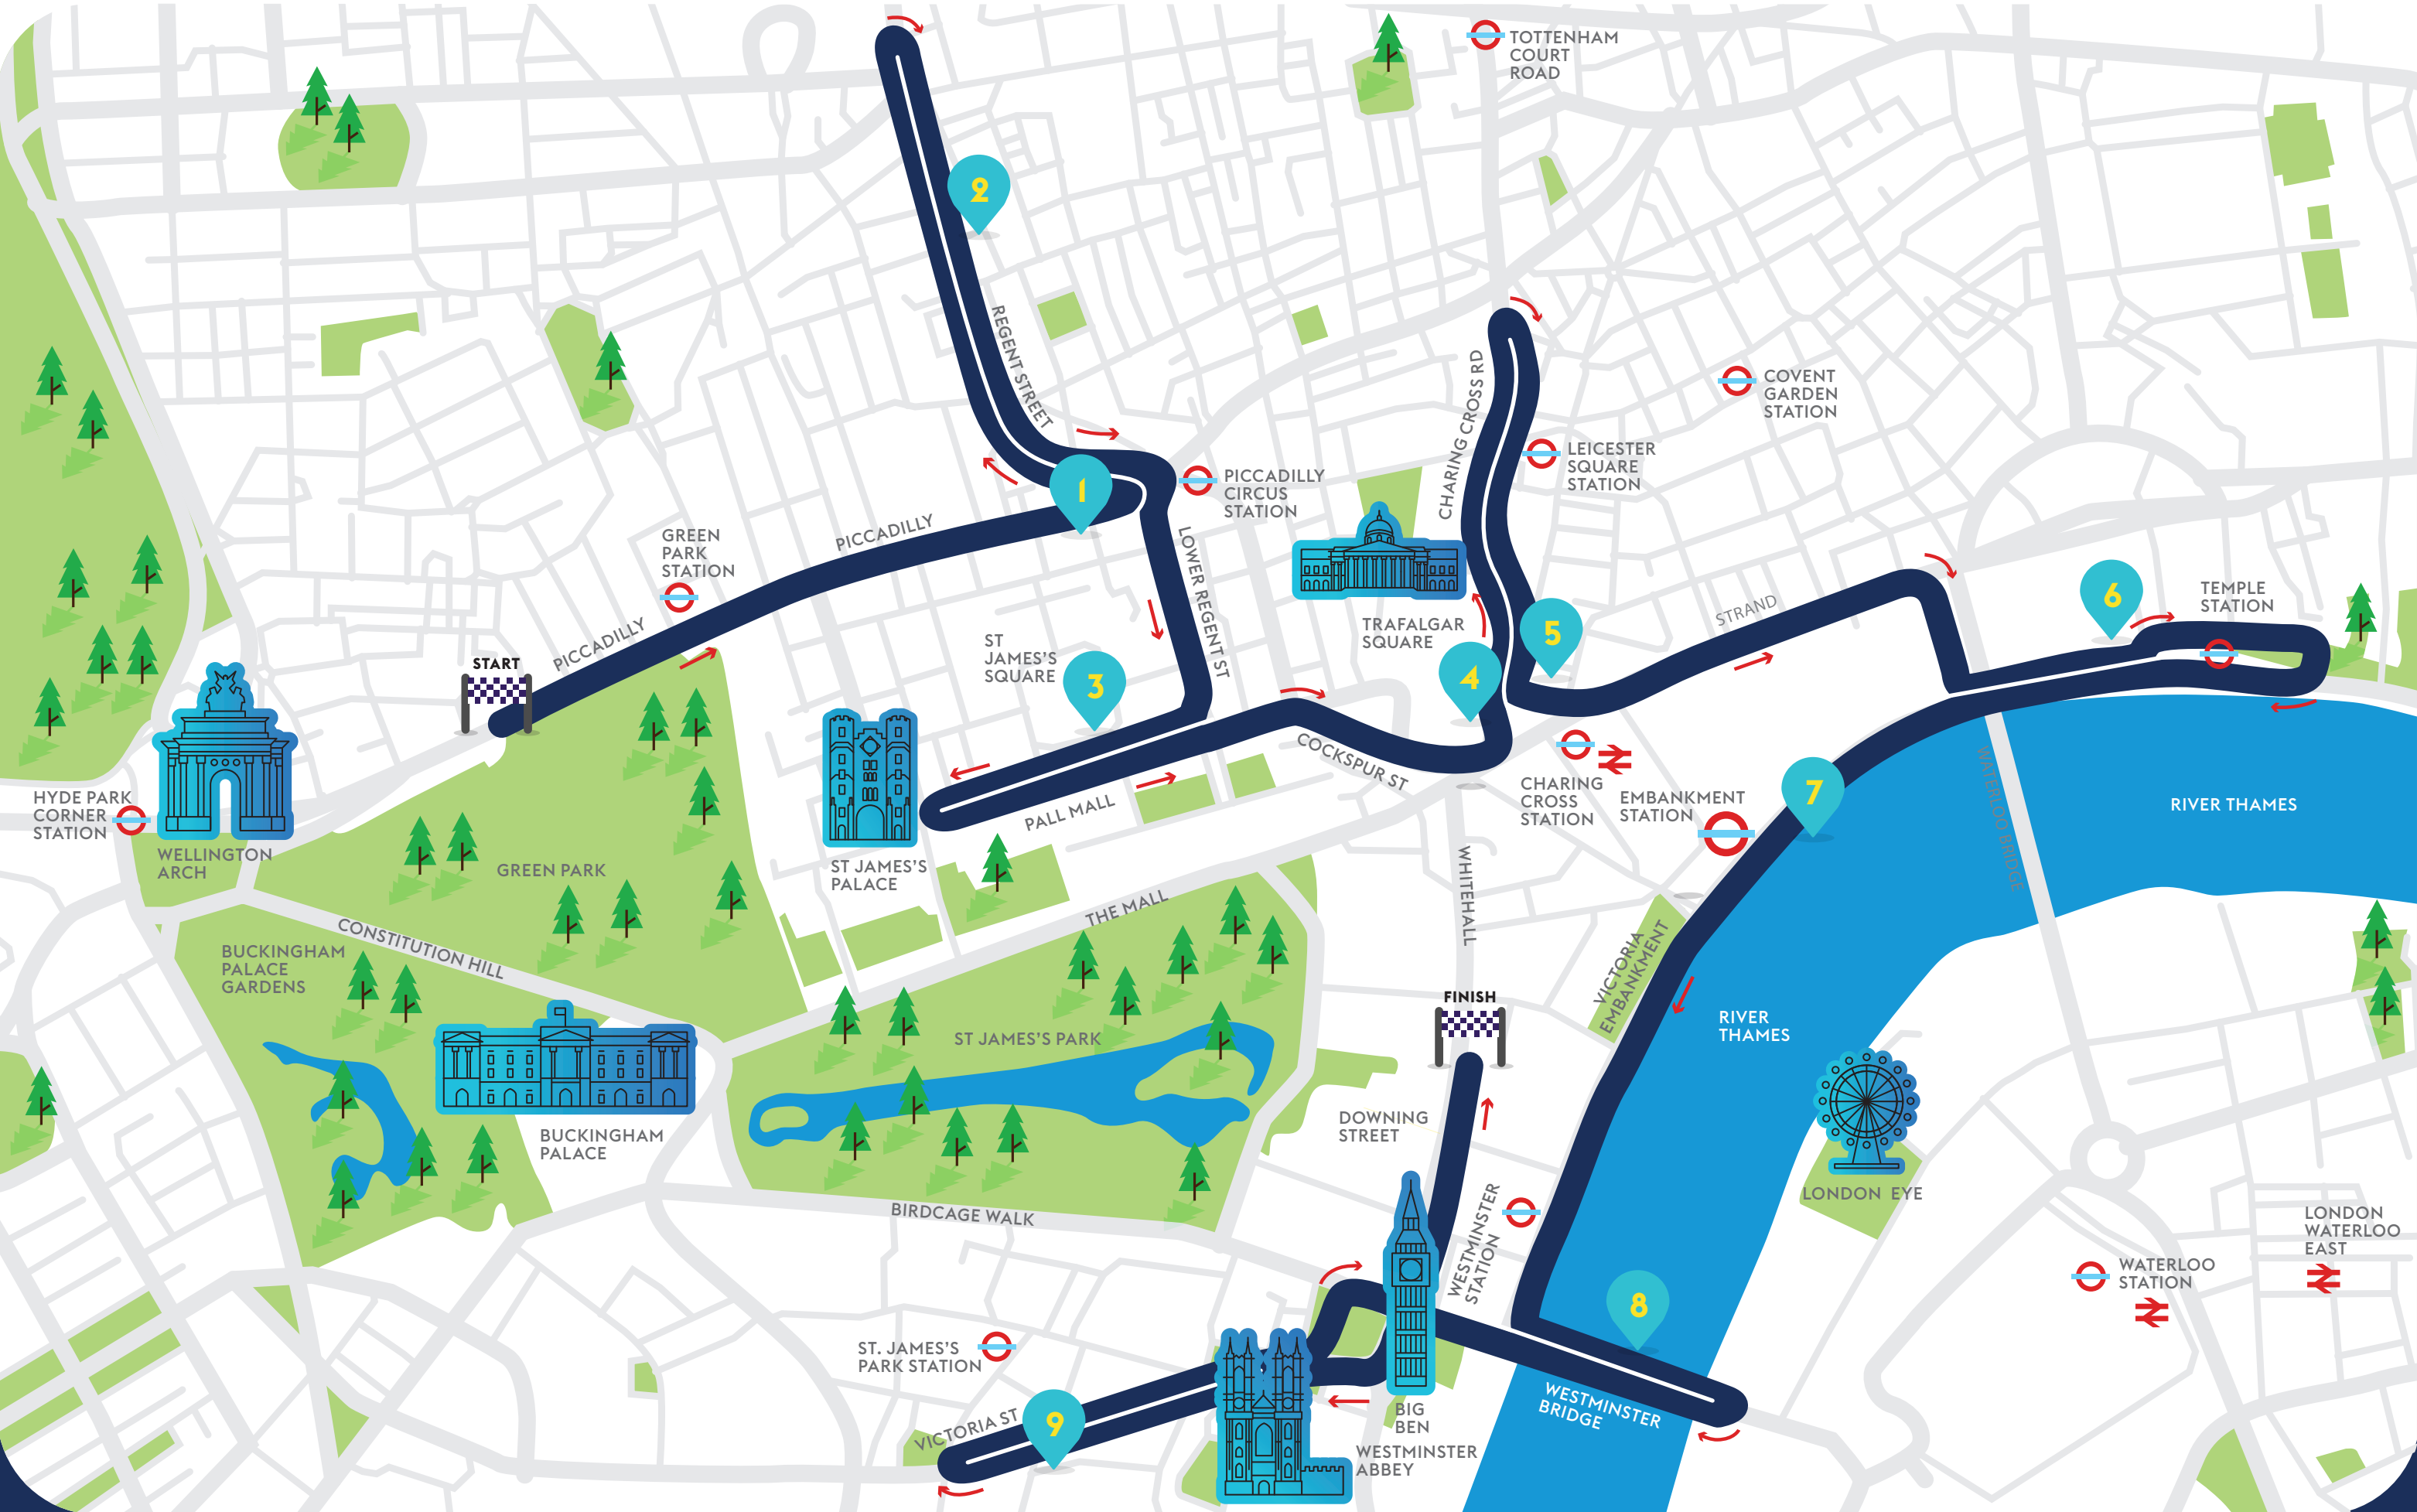 TOTTENHAM
COURT
ROAD
2
REGENT STREET
CHARING CROSS RD
COVENT
GARDEN
STATION
LEICESTER
SQUARE
STATION
PICCADILLY
CIRCUS
STATION
1
PICCADILLY
GREEN
PARK
STATION
LOWER REGENT ST
PICCADILLY
START
ST
JAMES'S
SQUARE
3
TRAFALGAR
SQUARE
4
5
STRAND
6
TEMPLE
STATION
COCKSPUR ST
PALL MALL
CHARING
CROSS
STATION
EMBANKMENT
STATION
7
WATERLOO BRIDGE
RIVER THAMES
HYDE PARK
CORNER
STATION
WELLINGTON
ARCH
GREEN PARK
ST JAMES'S
PALACE
THE MALL
WHITEHALL
CONSTITUTION HILL
BUCKINGHAM
PALACE
GARDENS
VICTORIA
EMBANKMENT
FINISH
RIVER
THAMES
ST JAMES'S PARK
BUCKINGHAM
PALACE
DOWNING
STREET
LONDON EYE
BIRDCAGE WALK
WESTMINSTER
STATION
LONDON
WATERLOO
EAST
WATERLOO
STATION
8
ST. JAMES'S
PARK STATION
VICTORIA ST
9
WESTMINSTER
BRIDGE
BIG
BEN
WESTMINSTER
ABBEY